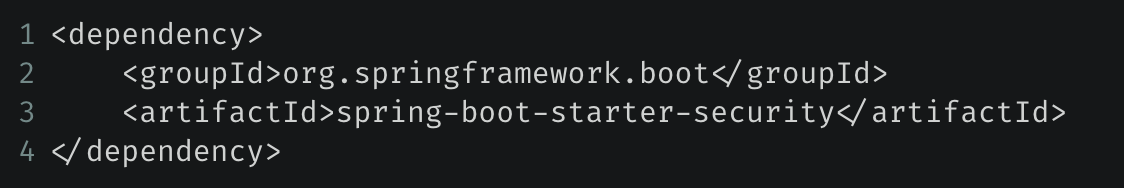 1 <dependency>
2     <groupId>org.springframework.boot</groupId>
3     <artifactId>spring-boot-starter-security</artifactId>
4 </dependency>